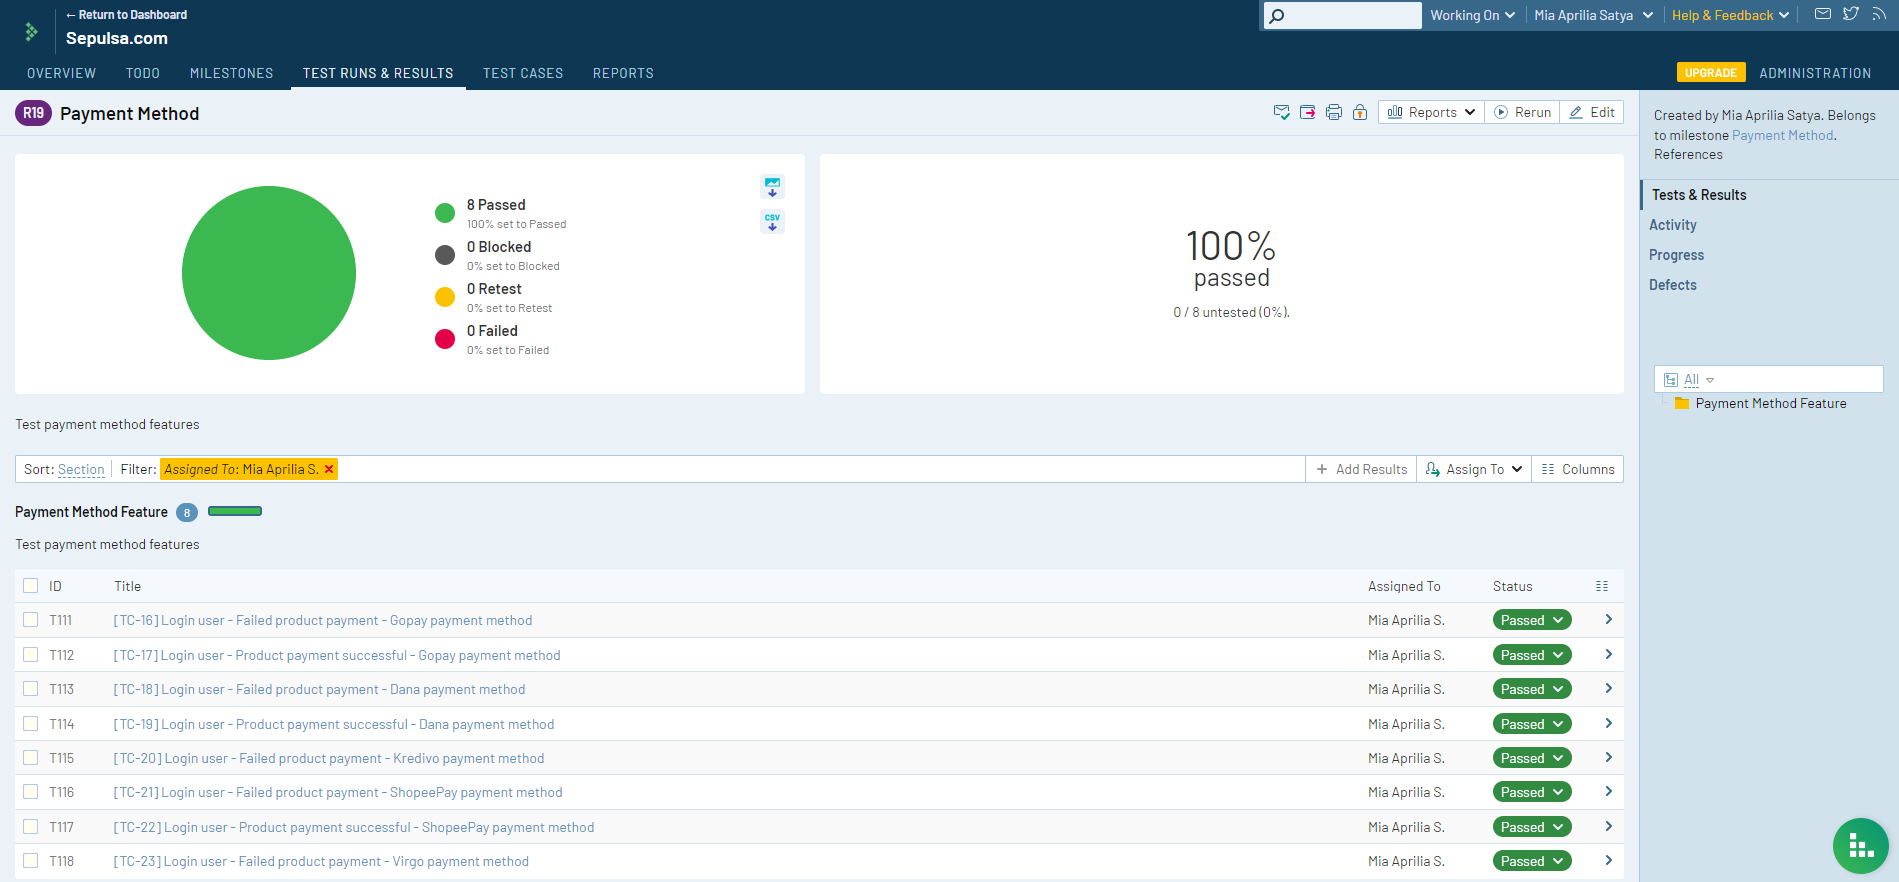 ← Return to Dashboard
Sepulsa.com
Working On
Mia Aprilia Satya
Help & Feedback
OVERVIEW
TODO
MILESTONES
TEST RUNS & RESULTS
TEST CASES
REPORTS
UPGRADE
ADMINISTRATION
R19
Payment Method
Reports
Rerun
Edit
Created by Mia Aprilia Satya. Belongs
to milestone Payment Method.
References
8 Passed
100% set to Passed
0 Blocked
0% set to Blocked
0 Retest
0% set to Retest
0 Failed
0% set to Failed
CSV
100%
passed
0 / 8 untested (0%).
Tests & Results
Activity
Progress
Defects
All
Payment Method Feature
Test payment method features
Sort: Section
Filter: Assigned To: Mia Aprilia S.
Add Results
Assign To
Columns
Payment Method Feature 8
Test payment method features
ID Title Assigned To Status
T111 [TC-16] Login user - Failed product payment - Gopay payment method Mia Aprilia S. Passed
T112 [TC-17] Login user - Product payment successful - Gopay payment method Mia Aprilia S. Passed
T113 [TC-18] Login user - Failed product payment - Dana payment method Mia Aprilia S. Passed
T114 [TC-19] Login user - Product payment successful - Dana payment method Mia Aprilia S. Passed
T115 [TC-20] Login user - Failed product payment - Kredivo payment method Mia Aprilia S. Passed
T116 [TC-21] Login user - Failed product payment - ShopeePay payment method Mia Aprilia S. Passed
T117 [TC-22] Login user - Product payment successful - ShopeePay payment method Mia Aprilia S. Passed
T118 [TC-23] Login user - Failed product payment - Virgo payment method Mia Aprilia S. Passed